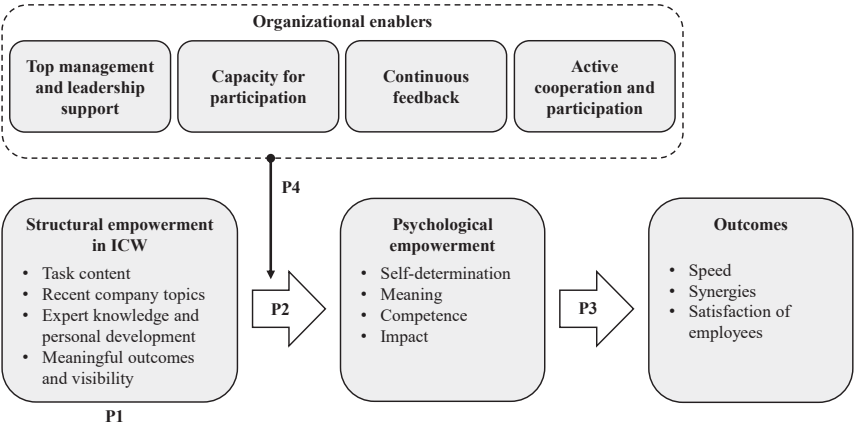 Organizational enablers
Top management
and leadership
support
Capacity for
participation
Continuous
feedback
Active
cooperation and
participation
P4
Structural empowerment
in ICW
• Task content
• Recent company topics
• Expert knowledge and
personal development
• Meaningful outcomes
and visibility
P1
P2
Psychological
empowerment
• Self-determination
• Meaning
• Competence
• Impact
P3
Outcomes
• Speed
• Synergies
• Satisfaction of
employees